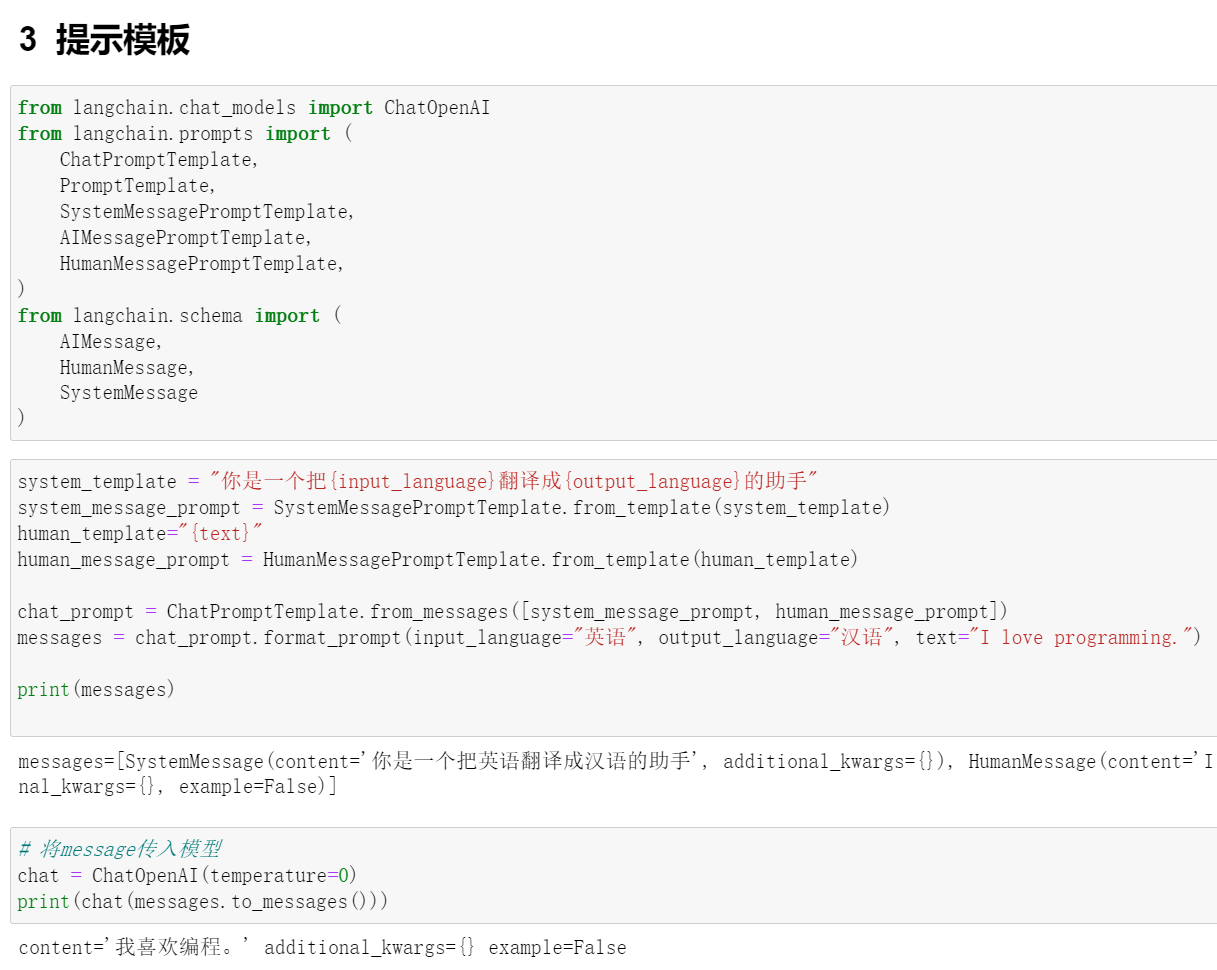 3 提示模板
from langchain.chat_models import ChatOpenAI
from langchain.prompts import (
    ChatPromptTemplate,
    PromptTemplate,
    SystemMessagePromptTemplate,
    AIMessagePromptTemplate,
    HumanMessagePromptTemplate,
)
from langchain.schema import (
    AIMessage,
    HumanMessage,
    SystemMessage
)
system_template = "你是一个把{input_language}翻译成{output_language}的助手"
system_message_prompt = SystemMessagePromptTemplate.from_template(system_template)
human_template="{text}"
human_message_prompt = HumanMessagePromptTemplate.from_template(human_template)
chat_prompt = ChatPromptTemplate.from_messages([system_message_prompt, human_message_prompt])
messages = chat_prompt.format_prompt(input_language="英语", output_language="汉语", text="I love programming.")
print(messages)
messages=[SystemMessage(content='你是一个把英语翻译成汉语的助手', additional_kwargs={}), HumanMessage(content='I
nal_kwargs={}, example=False)]
# 将message传入模型
chat = ChatOpenAI(temperature=0)
print(chat(messages.to_messages()))
content='我喜欢编程。' additional_kwargs={} example=False